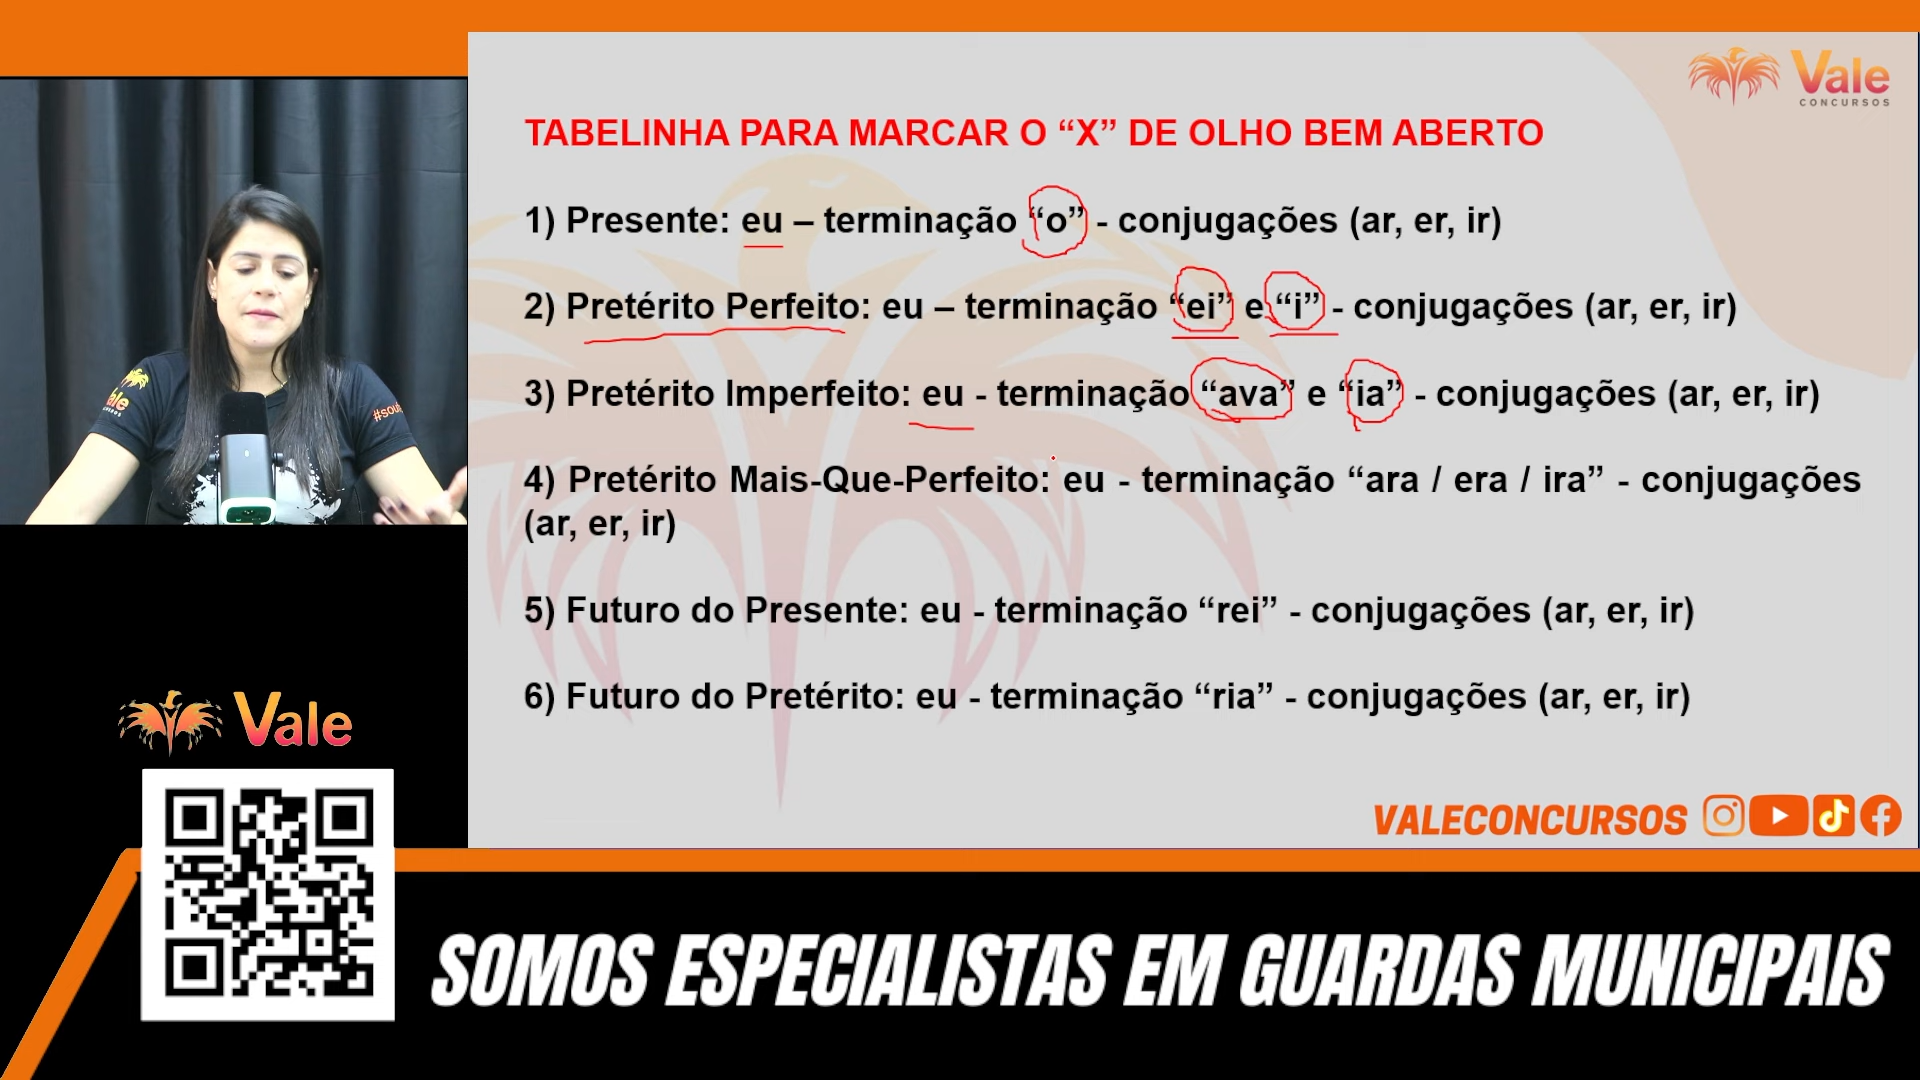 Vale
CONCURSOS
TABELINHA PARA MARCAR O “X” DE OLHO BEM ABERTO
1) Presente: eu – terminação “o” - conjugações (ar, er, ir)
2) Pretérito Perfeito: eu – terminação “ei” e “i” - conjugações (ar, er, ir)
3) Pretérito Imperfeito: eu - terminação “ava” e “ia” - conjugações (ar, er, ir)
4) Pretérito Mais-Que-Perfeito: eu - terminação “ara / era / ira” - conjugações
(ar, er, ir)
5) Futuro do Presente: eu - terminação “rei” - conjugações (ar, er, ir)
6) Futuro do Pretérito: eu - terminação “ria” - conjugações (ar, er, ir)
VALECONCURSOS
Vale
SOMOS ESPECIALISTAS EM GUARDAS MUNICIPAIS